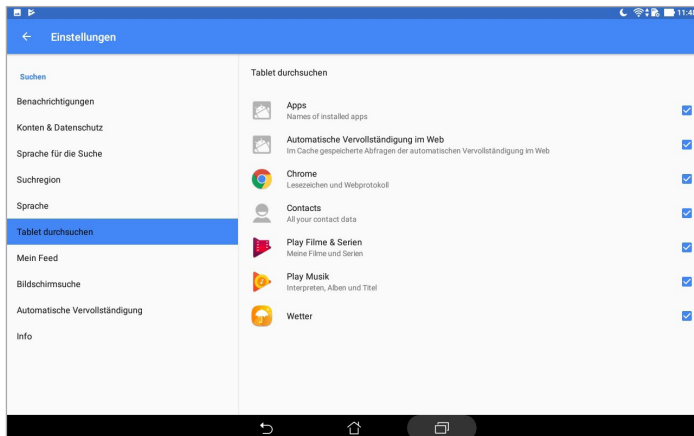 11:48
Einstellungen
Suchen
Benachrichtigungen
Konten & Datenschutz
Sprache für die Suche
Suchregion
Sprache
Tablet durchsuchen
Mein Feed
Bildschirmsuche
Automatische Vervollständigung
Info
Tablet durchsuchen
Apps
Names of installed apps
Automatische Vervollständigung im Web
Im Cache gespeicherte Abfragen der automatischen Vervollständigung im Web
Chrome
Lesezeichen und Webprotokoll
Contacts
All your contact data
Play Filme & Serien
Meine Filme und Serien
Play Musik
Interpreten, Alben und Titel
Wetter